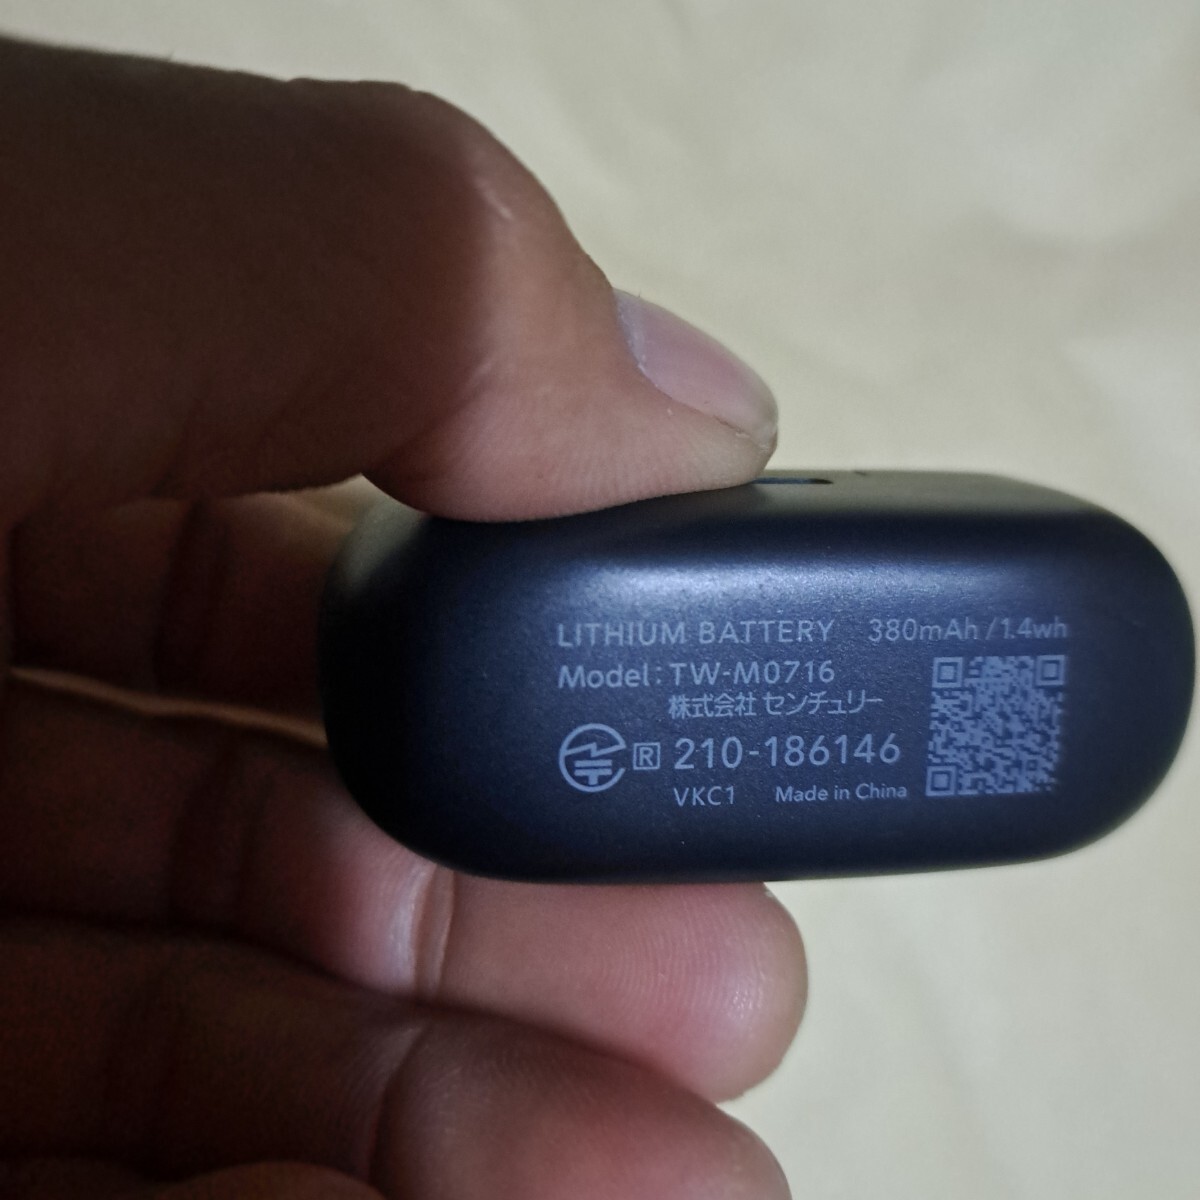 LITHIUM BATTERY 380mAh / 1.4wh
Model: TW-M0716
株式会社 センチュリー
R 210-186146
VKC1 Made in China